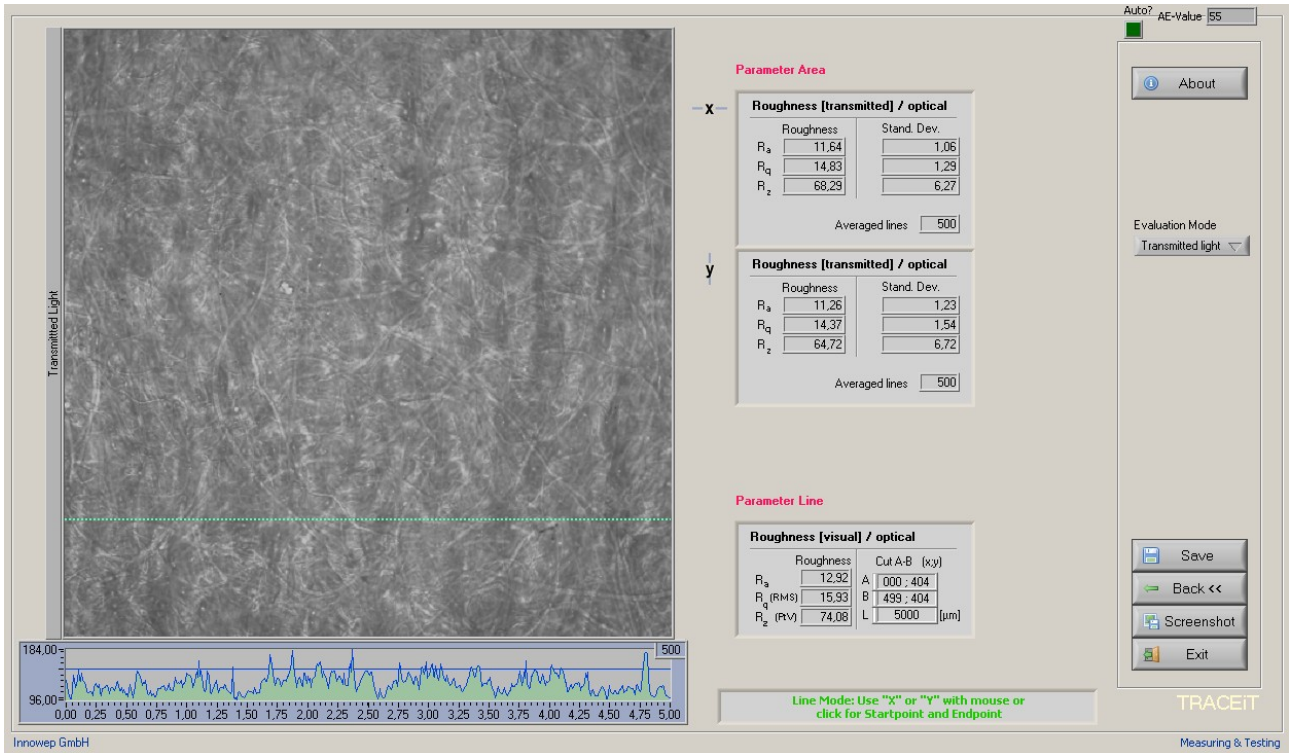 Auto?
AE-Value 55
Parameter Area
About
x
Roughness [transmitted] / optical
Roughness Stand. Dev.
Ra 11,64 1,06
Rq 14,83 1,29
Rz 68,29 6,27
Averaged lines 500
y
Roughness [transmitted] / optical
Roughness Stand. Dev.
Ra 11,26 1,23
Rq 14,37 1,54
Rz 64,72 6,72
Averaged lines 500
Evaluation Mode
Transmitted light
Transmittted Light
Parameter Line
Roughness [visual] / optical
Roughness Cut A-B (x;y)
Ra 12,92 A 000 ; 404
Rq (RMS) 15,93 B 499 ; 404
Rz (PtV) 74,08 L 5000 [µm]
Save
Back <<
Screenshot
Exit
184,00
500
96,00
0,00 0,25 0,50 0,75 1,00 1,25 1,50 1,75 2,00 2,25 2,50 2,75 3,00 3,25 3,50 3,75 4,00 4,25 4,50 4,75 5,00
Line Mode: Use "X" or "Y" with mouse or
click for Startpoint and Endpoint
TRACEiT
Innowep GmbH
Measuring & Testing